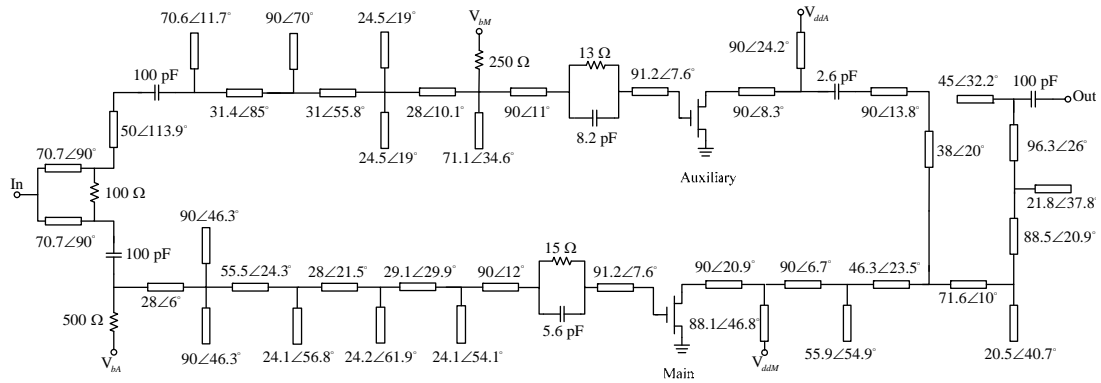 70.6∠11.7°
90∠70°
24.5∠19°
V_bM
V_ddA
250 Ω
13 Ω
90∠24.2°
100 pF
91.2∠7.6°
2.6 pF
45∠32.2°
100 pF
Out
31.4∠85°
31∠55.8°
28∠10.1°
90∠11°
90∠8.3°
90∠13.8°
50∠113.9°
8.2 pF
24.5∠19°
71.1∠34.6°
38∠20°
96.3∠26°
70.7∠90°
Auxiliary
In
100 Ω
21.8∠37.8°
70.7∠90°
90∠46.3°
88.5∠20.9°
100 pF
15 Ω
55.5∠24.3°
28∠21.5°
29.1∠29.9°
90∠12°
91.2∠7.6°
90∠20.9°
90∠6.7°
46.3∠23.5°
28∠6°
71.6∠10°
500 Ω
5.6 pF
88.1∠46.8°
V_bA
90∠46.3°
24.1∠56.8°
24.2∠61.9°
24.1∠54.1°
Main
V_ddM
55.9∠54.9°
20.5∠40.7°